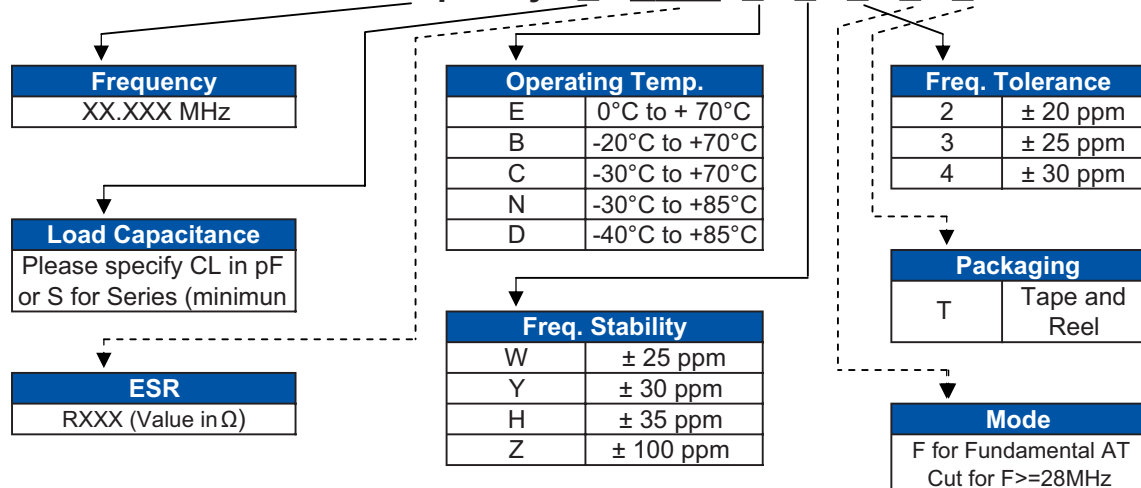 Frequency
XX.XXX MHz
Load Capacitance
Please specify CL in pF
or S for Series (minimun
ESR
RXXX (Value in Ω)
Operating Temp.
E 0°C to + 70°C
B -20°C to +70°C
C -30°C to +70°C
N -30°C to +85°C
D -40°C to +85°C
Freq. Stability
W ± 25 ppm
Y ± 30 ppm
H ± 35 ppm
Z ± 100 ppm
Freq. Tolerance
2 ± 20 ppm
3 ± 25 ppm
4 ± 30 ppm
Packaging
T Tape and
Reel
Mode
F for Fundamental AT
Cut for F>=28MHz